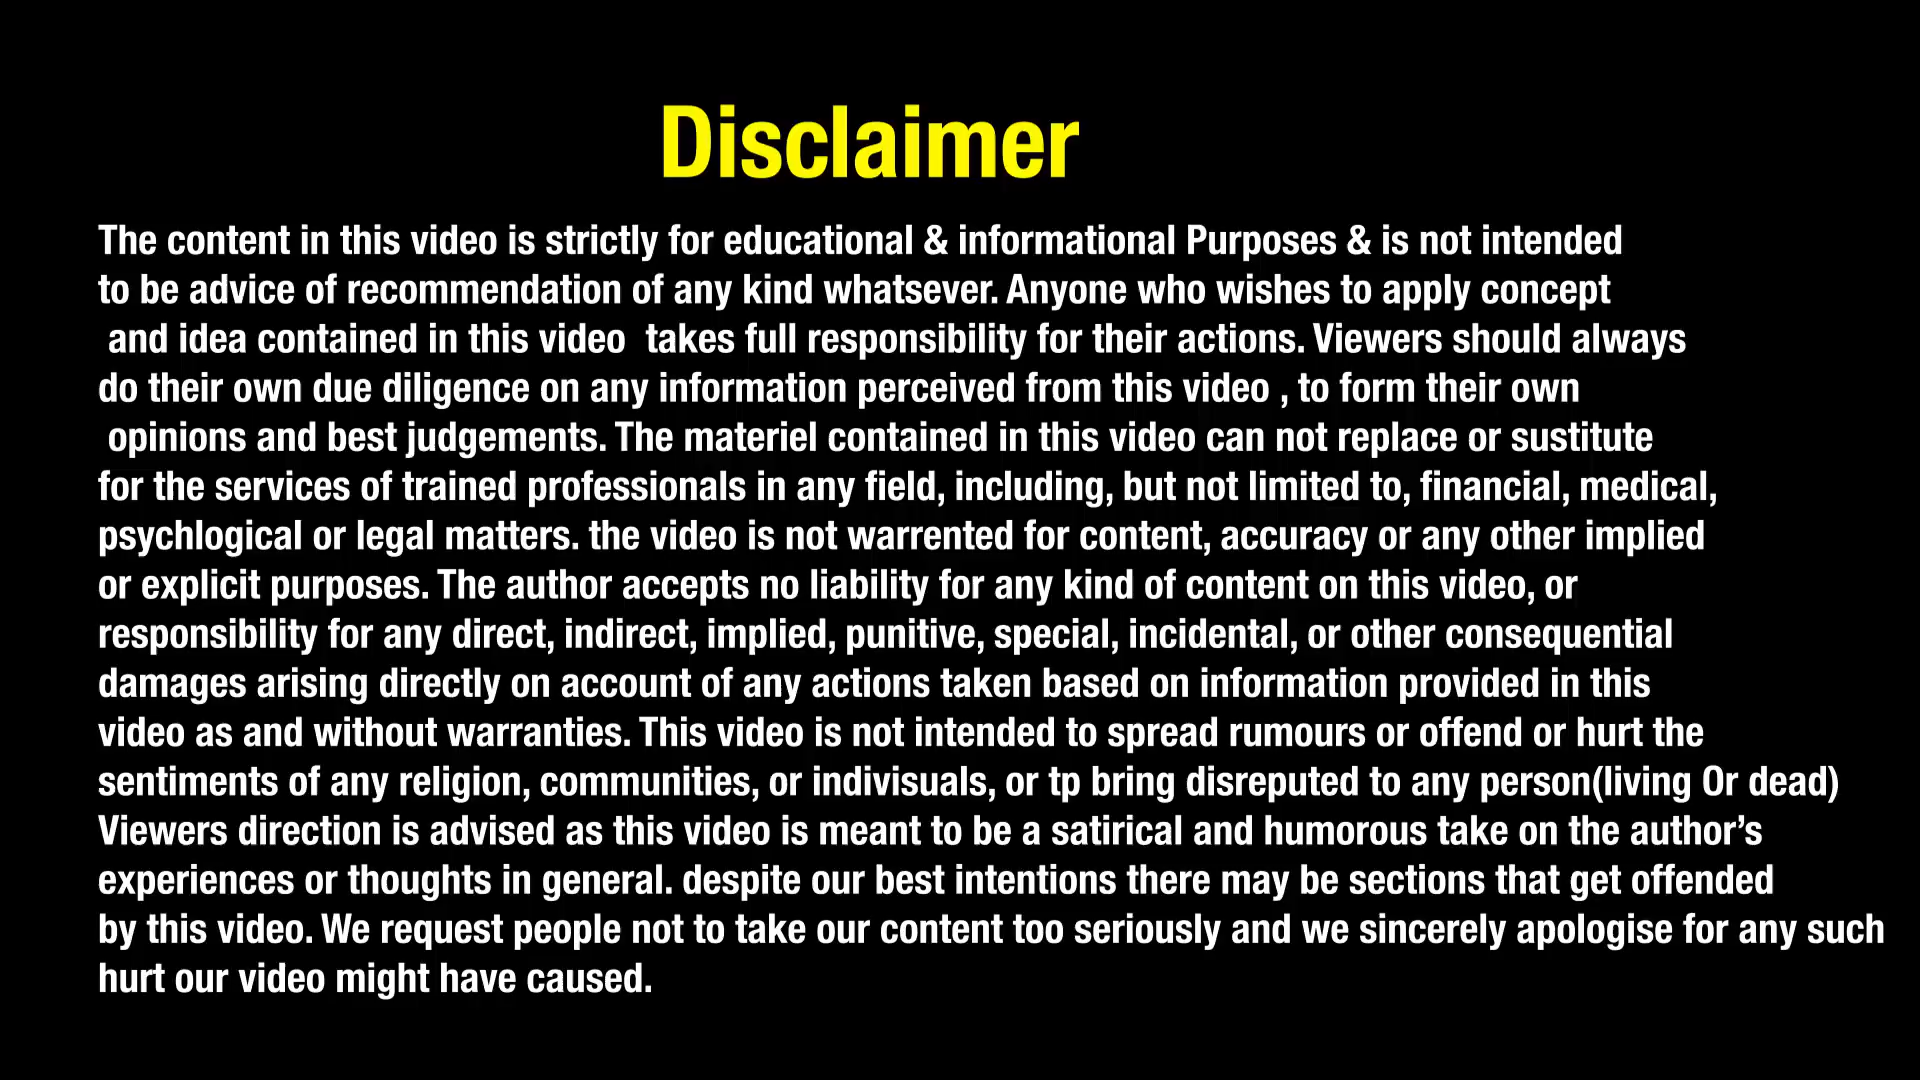 Disclaimer
The content in this video is strictly for educational & informational Purposes & is not intended
to be advice of recommendation of any kind whatsever. Anyone who wishes to apply concept
and idea contained in this video takes full responsibility for their actions. Viewers should always
do their own due diligence on any information perceived from this video , to form their own
opinions and best judgements. The materiel contained in this video can not replace or sustitute
for the services of trained professionals in any field, including, but not limited to, financial, medical,
psychlogical or legal matters. the video is not warrented for content, accuracy or any other implied
or explicit purposes. The author accepts no liability for any kind of content on this video, or
responsibility for any direct, indirect, implied, punitive, special, incidental, or other consequential
damages arising directly on account of any actions taken based on information provided in this
video as and without warranties. This video is not intended to spread rumours or offend or hurt the
sentiments of any religion, communities, or indivisuals, or tp bring disreputed to any person(living Or dead)
Viewers direction is advised as this video is meant to be a satirical and humorous take on the author’s
experiences or thoughts in general. despite our best intentions there may be sections that get offended
by this video. We request people not to take our content too seriously and we sincerely apologise for any such
hurt our video might have caused.